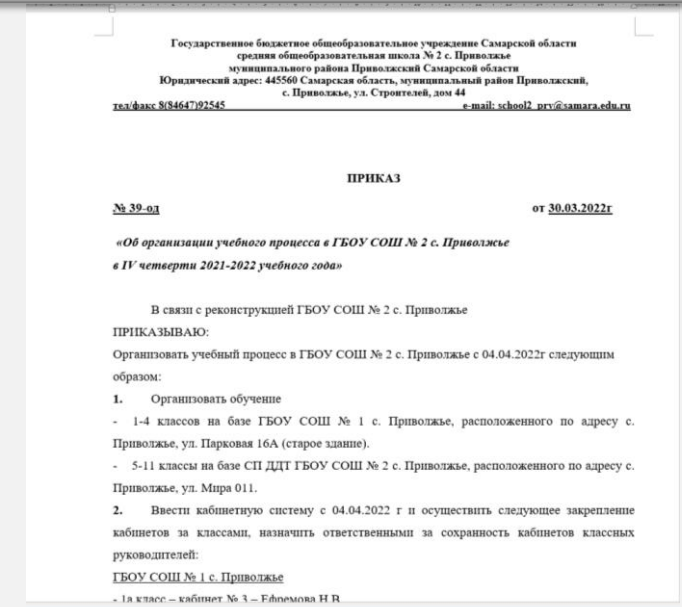 Государственное бюджетное общеобразовательное учреждение Самарской области
средняя общеобразовательная школа № 2 с. Приволжье
муниципального района Приволжский Самарской области
Юридический адрес: 445560 Самарская область, муниципальный район Приволжский,
с. Приволжье, ул. Строителей, дом 44
тел/факс 8(84647)92545 e-mail: school2_prv@samara.edu.ru
ПРИКАЗ
№ 39-од от 30.03.2022г
«Об организации учебного процесса в ГБОУ СОШ № 2 с. Приволжье
в IV четверти 2021-2022 учебного года»
В связи с реконструкцией ГБОУ СОШ № 2 с. Приволжье
ПРИКАЗЫВАЮ:
Организовать учебный процесс в ГБОУ СОШ № 2 с. Приволжье с 04.04.2022г следующим
образом:
1. Организовать обучение
- 1-4 классов на базе ГБОУ СОШ № 1 с. Приволжье, расположенного по адресу с.
Приволжье, ул. Парковая 16А (старое здание).
- 5-11 классы на базе СП ДДТ ГБОУ СОШ № 2 с. Приволжье, расположенного по адресу с.
Приволжье, ул. Мира 011.
2. Ввести кабинетную систему с 04.04.2022 г и осуществить следующее закрепление
кабинетов за классами, назначить ответственными за сохранность кабинетов классных
руководителей:
ГБОУ СОШ № 1 с. Приволжье
- 1а класс – кабинет № 3 – Ефремова Н.В.